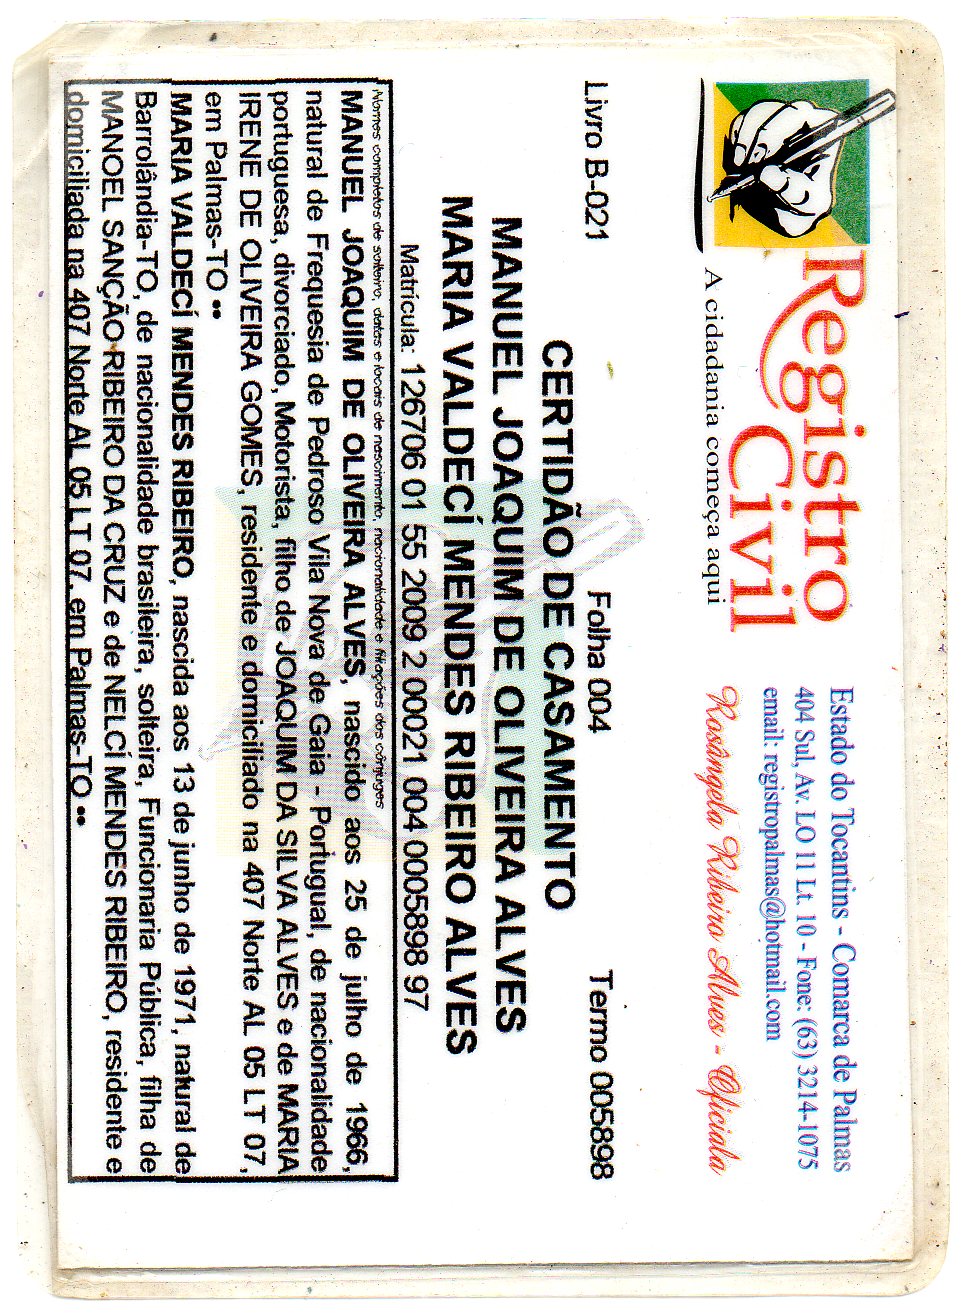 Registro
Civil
A cidadania começa aqui
Estado do Tocantins - Comarca de Palmas
404 Sul, Av. LO 11 Lt. 10 - Fone: (63) 3214-1075
email: registropalmas@hotmail.com
Rosângela Ribeiro Alves - Oficiala
Livro B-021 Folha 004 Termo 005898
CERTIDÃO DE CASAMENTO
MANUEL JOAQUIM DE OLIVEIRA ALVES
MARIA VALDECÍ MENDES RIBEIRO ALVES
Matrícula: 126706 01 55 2009 2 00021 004 0005898 97
Nomes completos de solteiro, datas e locais de nascimento, nacionalidade e filiações dos cônjuges
MANUEL JOAQUIM DE OLIVEIRA ALVES, nascido aos 25 de julho de 1966,
natural de Frequesia de Pedroso Vila Nova de Gaia - Portugual, de nacionalidade
portuguesa, divorciado, Motorista, filho de JOAQUIM DA SILVA ALVES e de MARIA
IRENE DE OLIVEIRA GOMES, residente e domiciliado na 407 Norte AL 05 LT 07,
em Palmas-TO ••
MARIA VALDECÍ MENDES RIBEIRO, nascida aos 13 de junho de 1971, natural de
Barrolândia-TO, de nacionalidade brasileira, solteira, Funcionaria Pública, filha de
MANOEL SANÇÃO RIBEIRO DA CRUZ e de NELCÍ MENDES RIBEIRO, residente e
domiciliada na 407 Norte AL 05 LT 07, em Palmas-TO ••